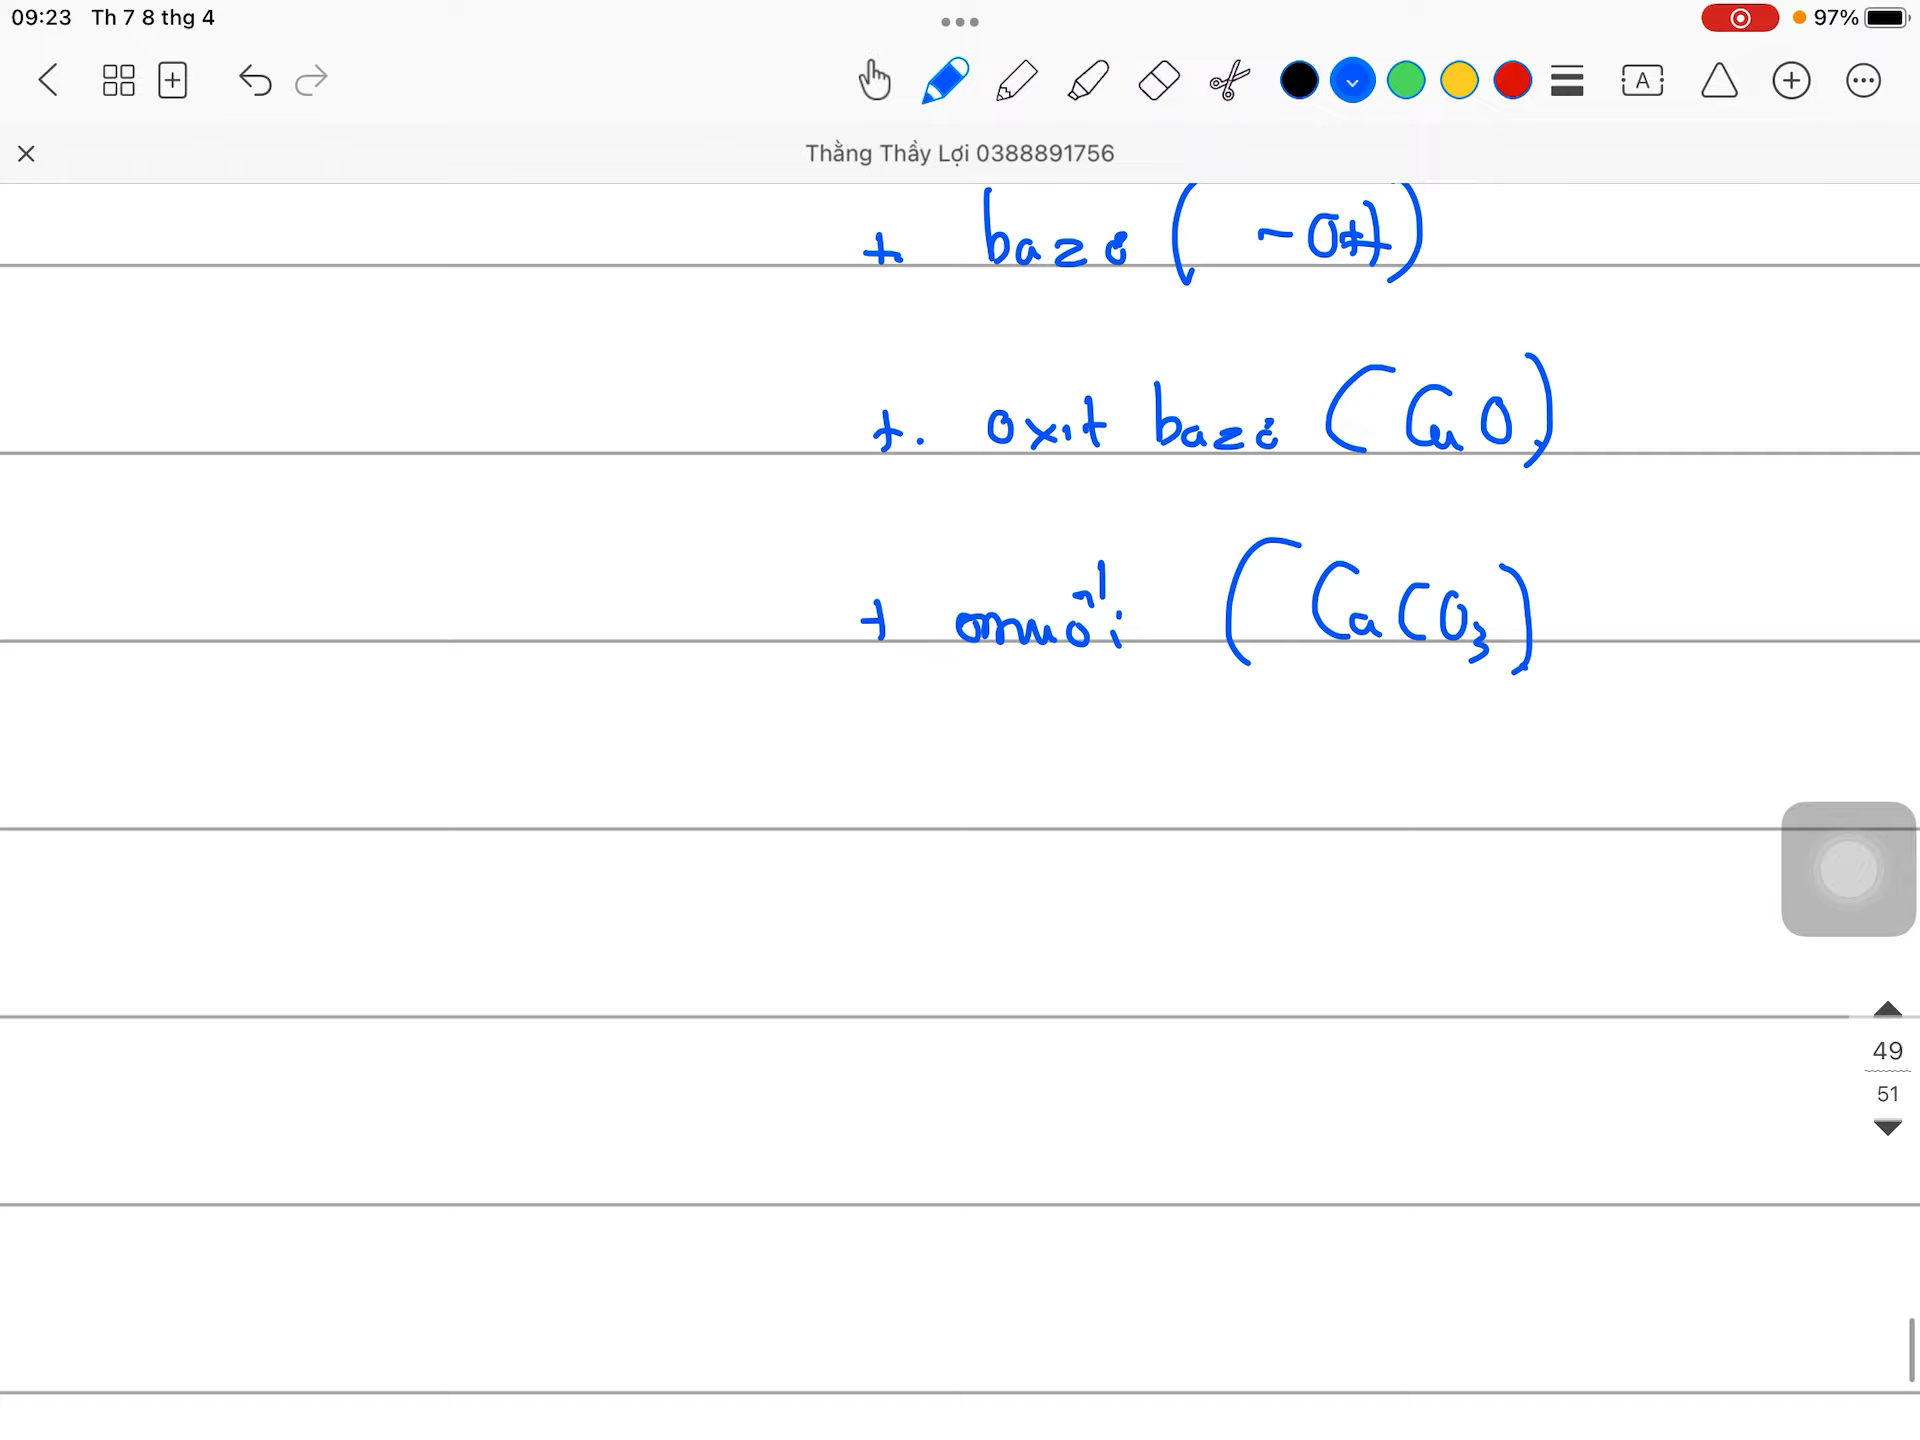 09:23 Th 7 8 thg 4 97%
A
Thằng Thầy Lợi 0388891756
+ bazơ ( ~ OH )
+. oxit bazơ ( CuO )
+ muối ( CaCO₃ )
49
51